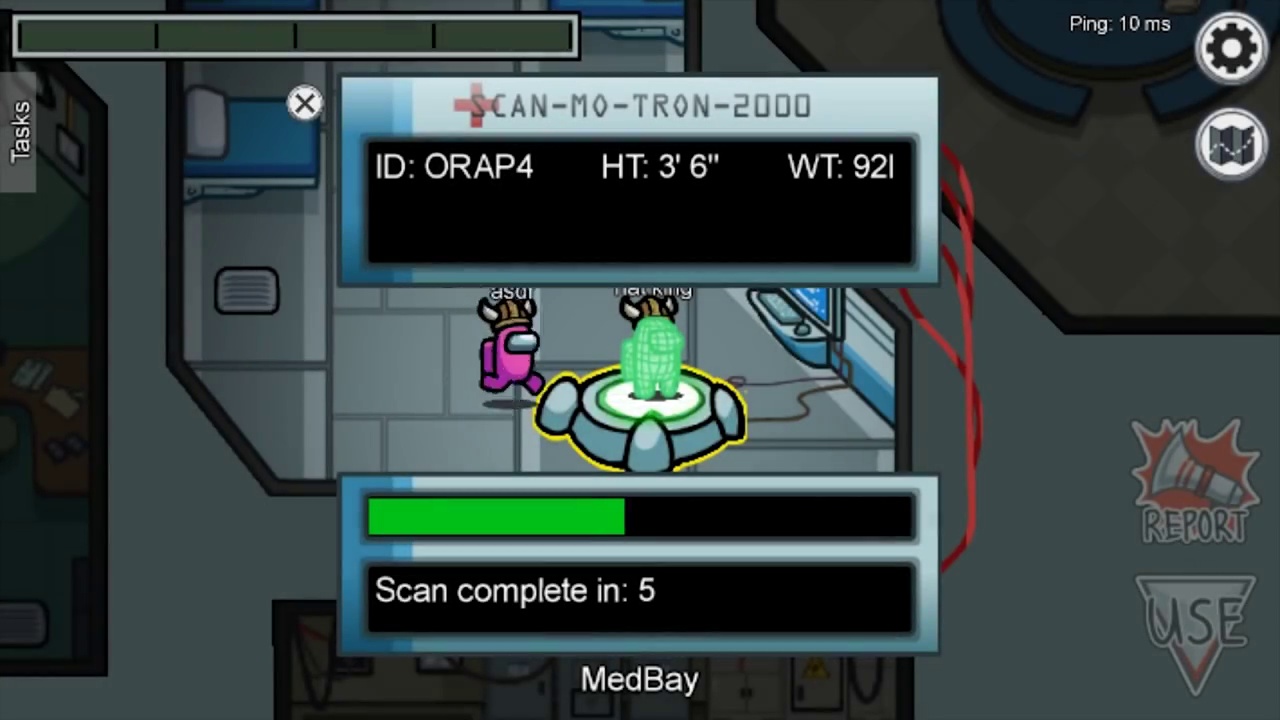 Ping: 10 ms
Tasks
SCAN-MO-TRON-2000
ID: ORAP4 HT: 3' 6" WT: 92l
asdf
REPORT
Scan complete in: 5
USE
MedBay